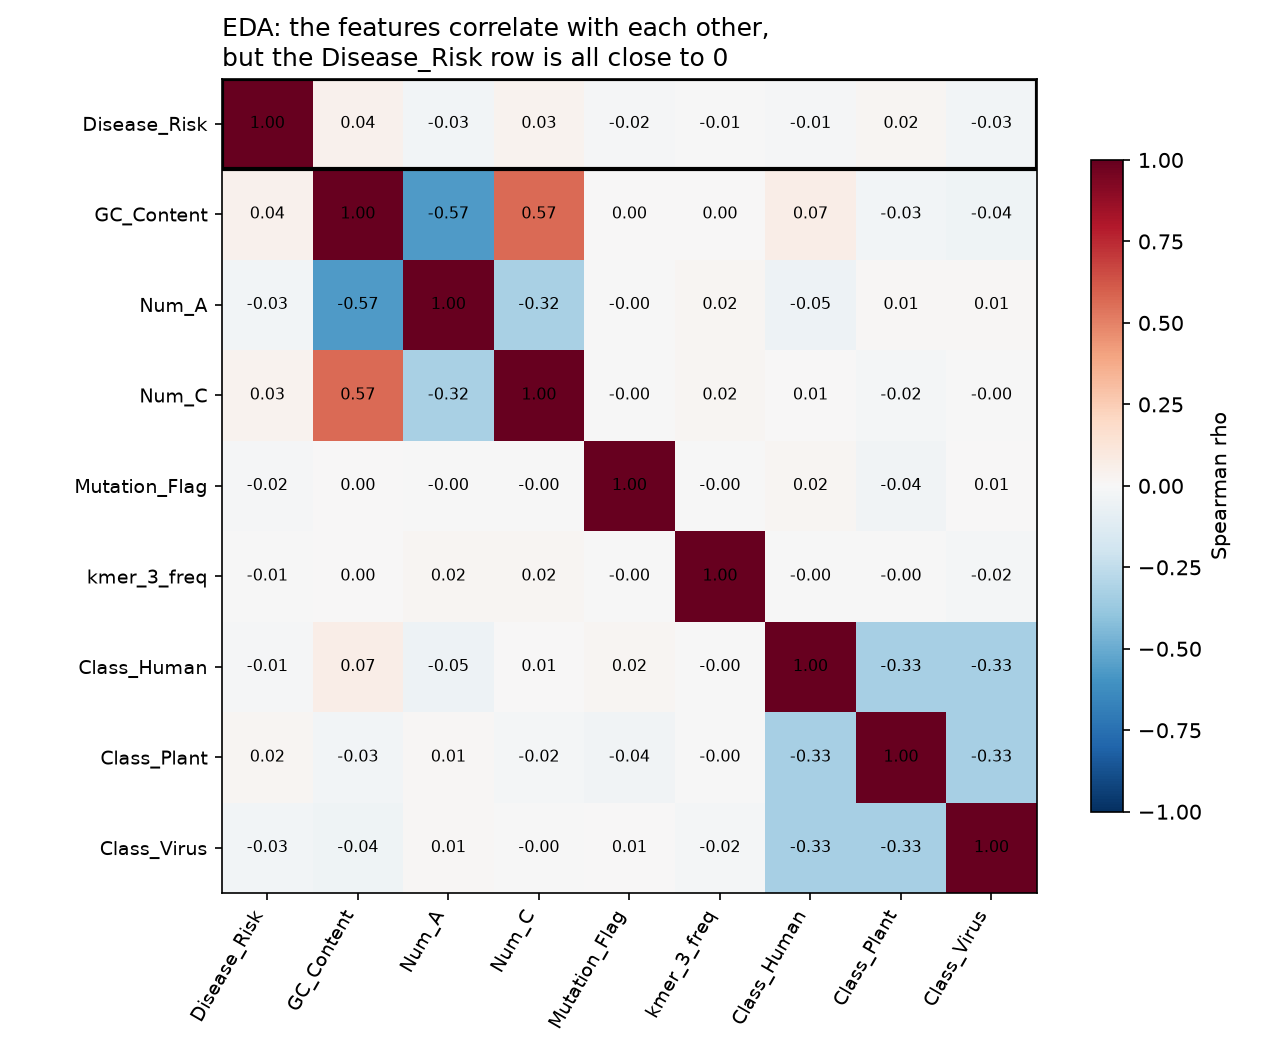 EDA: the features correlate with each other,
but the Disease_Risk row is all close to 0
Disease_Risk 1.00 0.04 -0.03 0.03 -0.02 -0.01 -0.01 0.02 -0.03
GC_Content 0.04 1.00 -0.57 0.57 0.00 0.00 0.07 -0.03 -0.04
Num_A -0.03 -0.57 1.00 -0.32 -0.00 0.02 -0.05 0.01 0.01
Num_C 0.03 0.57 -0.32 1.00 -0.00 0.02 0.01 -0.02 -0.00
Mutation_Flag -0.02 0.00 -0.00 -0.00 1.00 -0.00 0.02 -0.04 0.01
kmer_3_freq -0.01 0.00 0.02 0.02 -0.00 1.00 -0.00 -0.00 -0.02
Class_Human -0.01 0.07 -0.05 0.01 0.02 -0.00 1.00 -0.33 -0.33
Class_Plant 0.02 -0.03 0.01 -0.02 -0.04 -0.00 -0.33 1.00 -0.33
Class_Virus -0.03 -0.04 0.01 -0.00 0.01 -0.02 -0.33 -0.33 1.00
Disease_Risk
GC_Content
Num_A
Num_C
Mutation_Flag
kmer_3_freq
Class_Human
Class_Plant
Class_Virus
1.00
0.75
0.50
0.25
0.00
−0.25
−0.50
−0.75
−1.00
Spearman rho